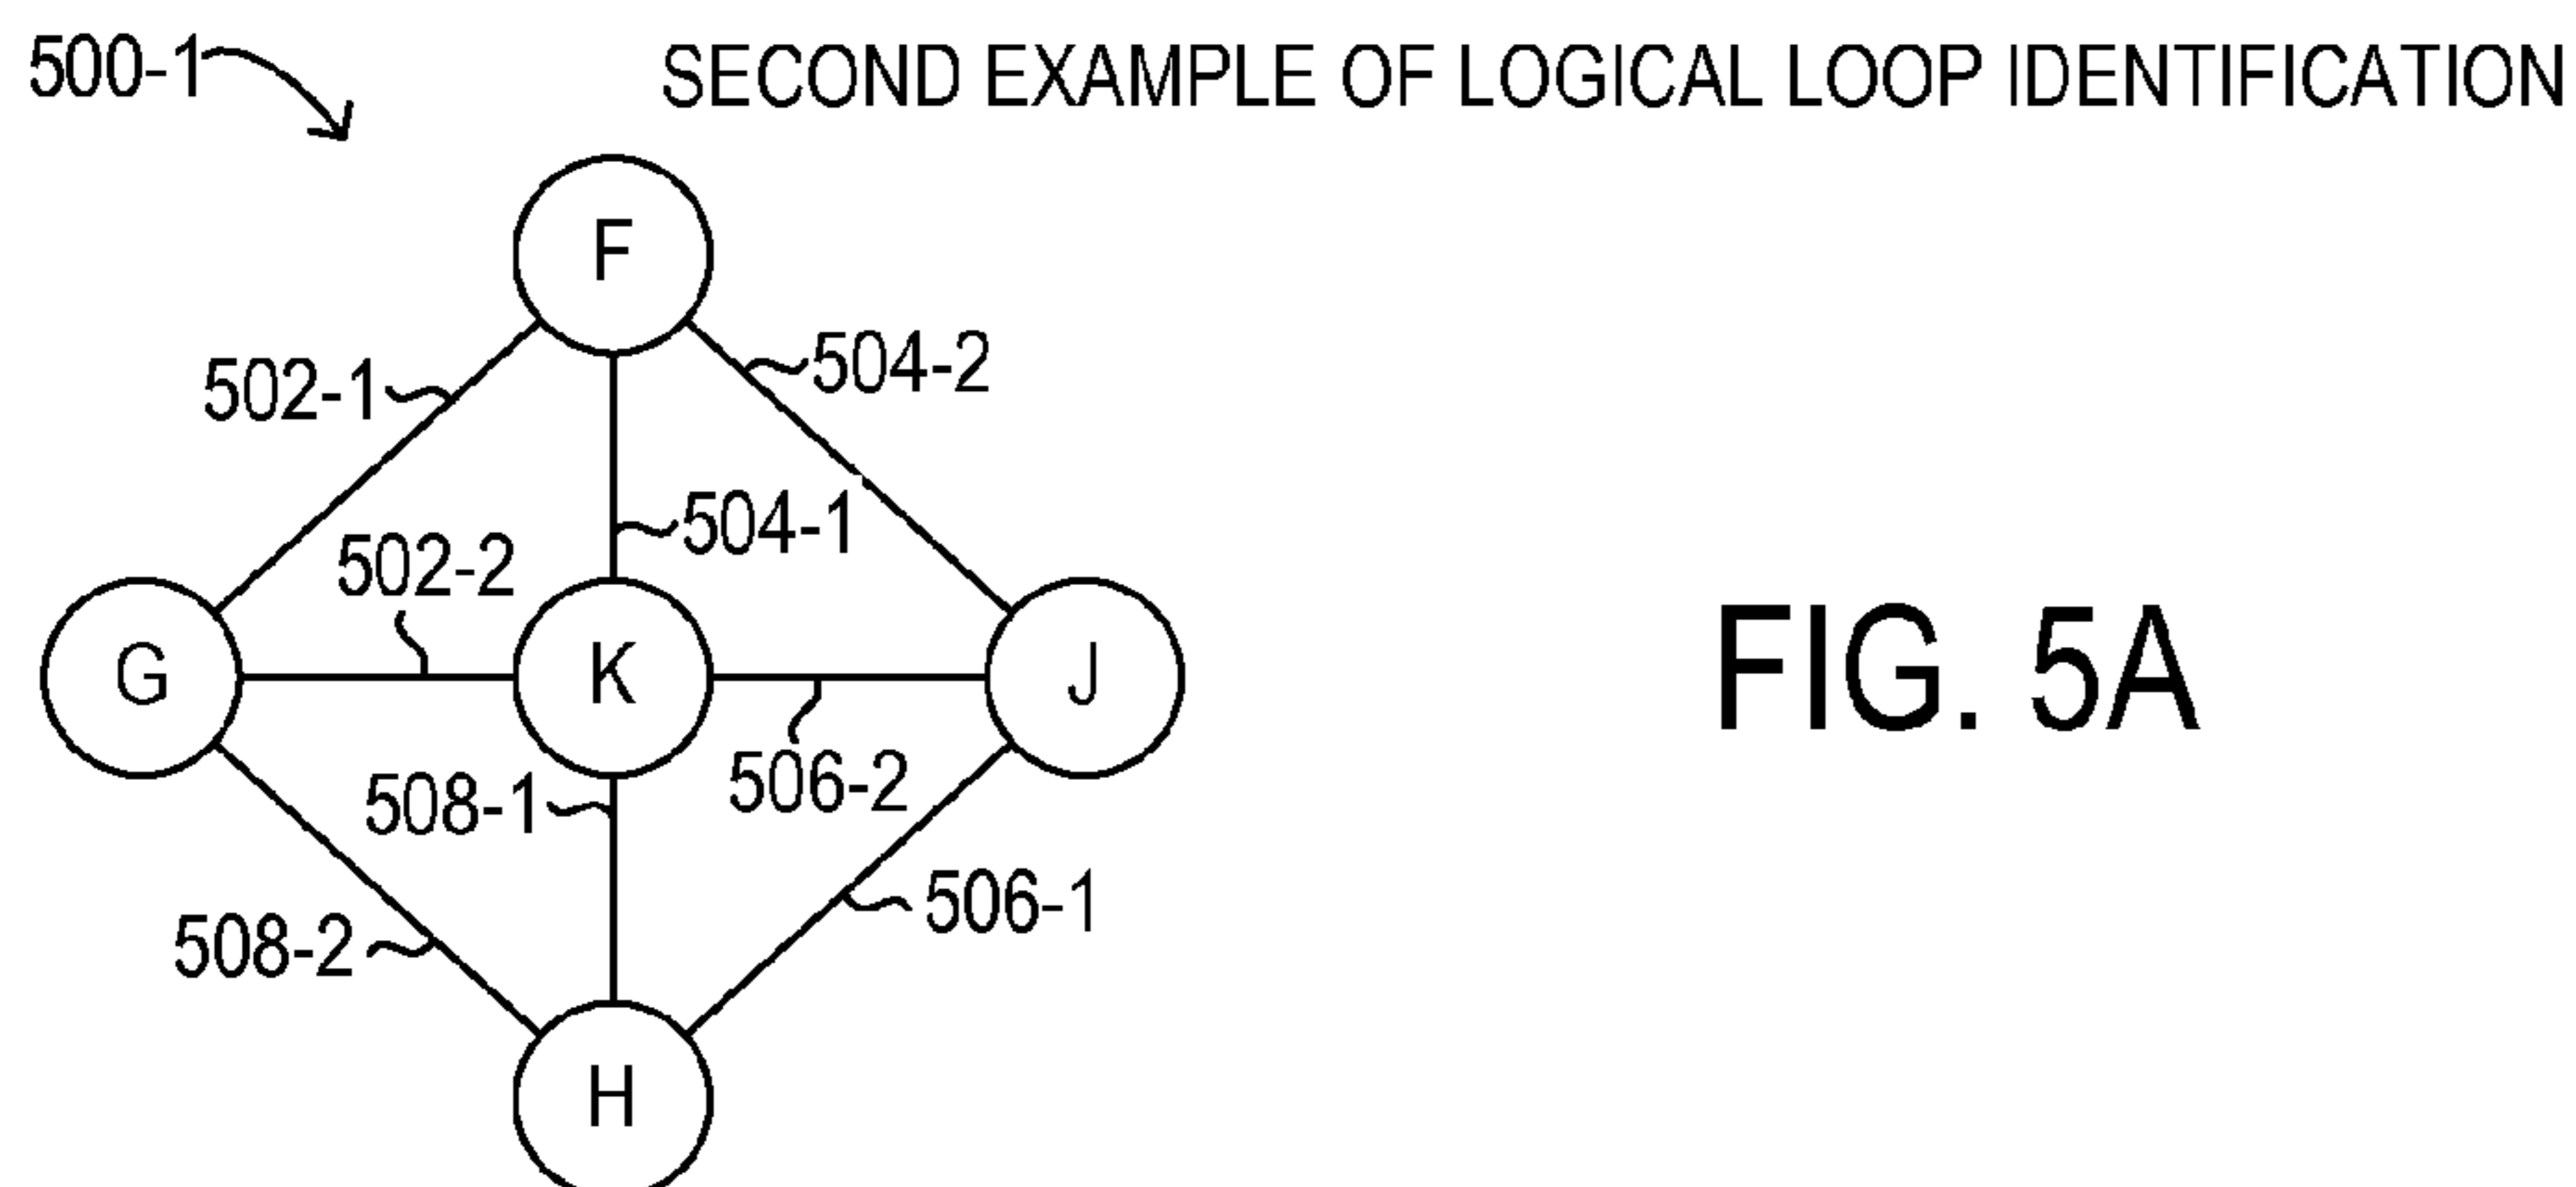 500-1
SECOND EXAMPLE OF LOGICAL LOOP IDENTIFICATION
F
504-2
502-1
504-1
502-2
G
K
J
FIG. 5A
506-2
508-1
506-1
508-2
H